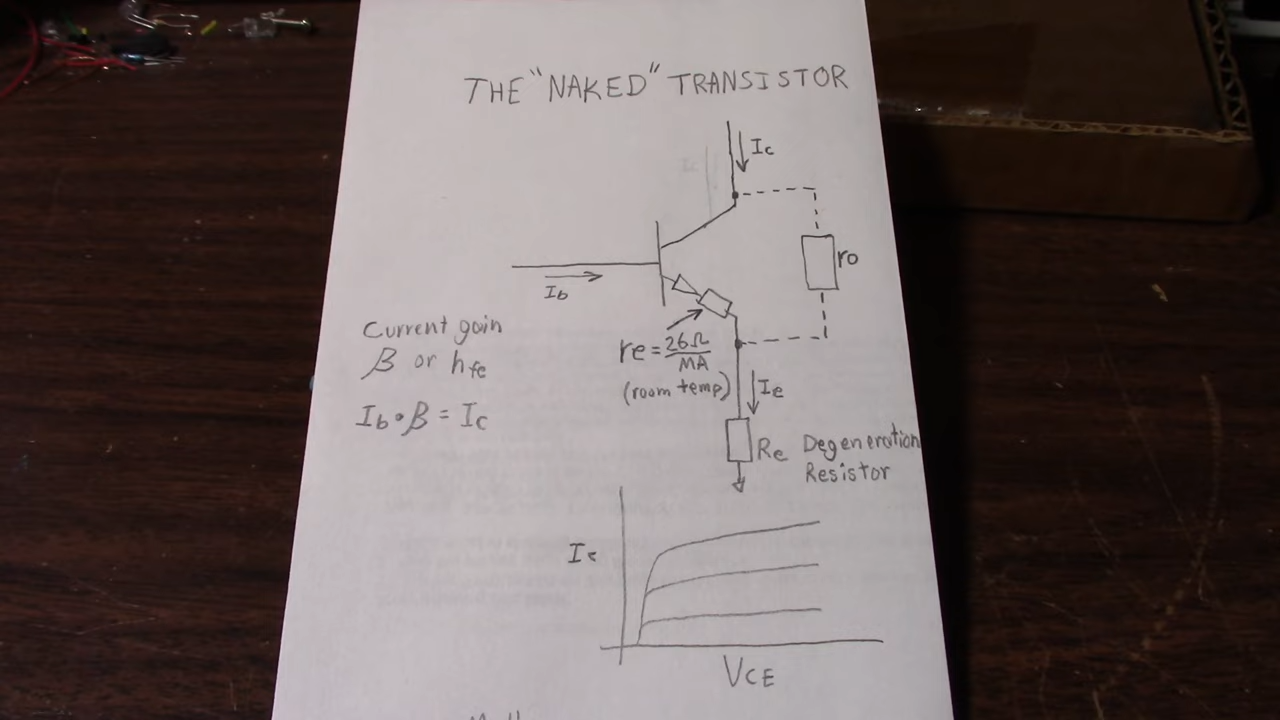 THE "NAKED" TRANSISTOR
Ic
Ib
ro
Current gain
β or hfe
Ib•β = Ic
re = 26Ω/MA
(room temp)
Ie
Re Degeneration
Resistor
Ic
VCE